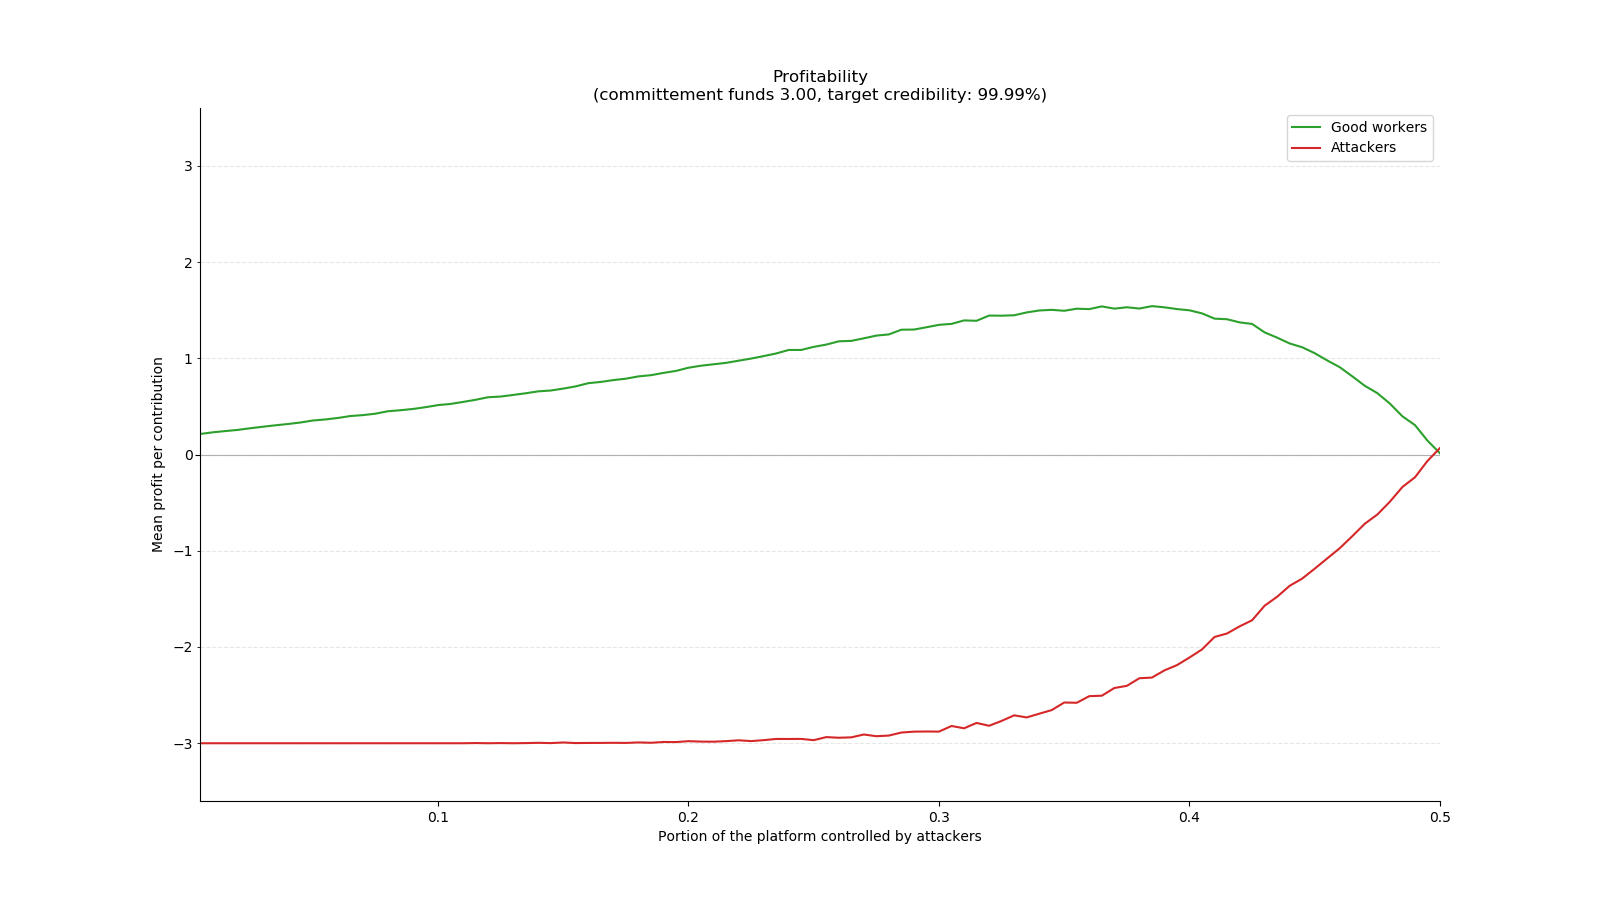 Profitability
(committement funds 3.00, target credibility: 99.99%)
Good workers
Attackers
3
2
1
0
−1
−2
−3
Mean profit per contribution
0.1
0.2
0.3
0.4
0.5
Portion of the platform controlled by attackers